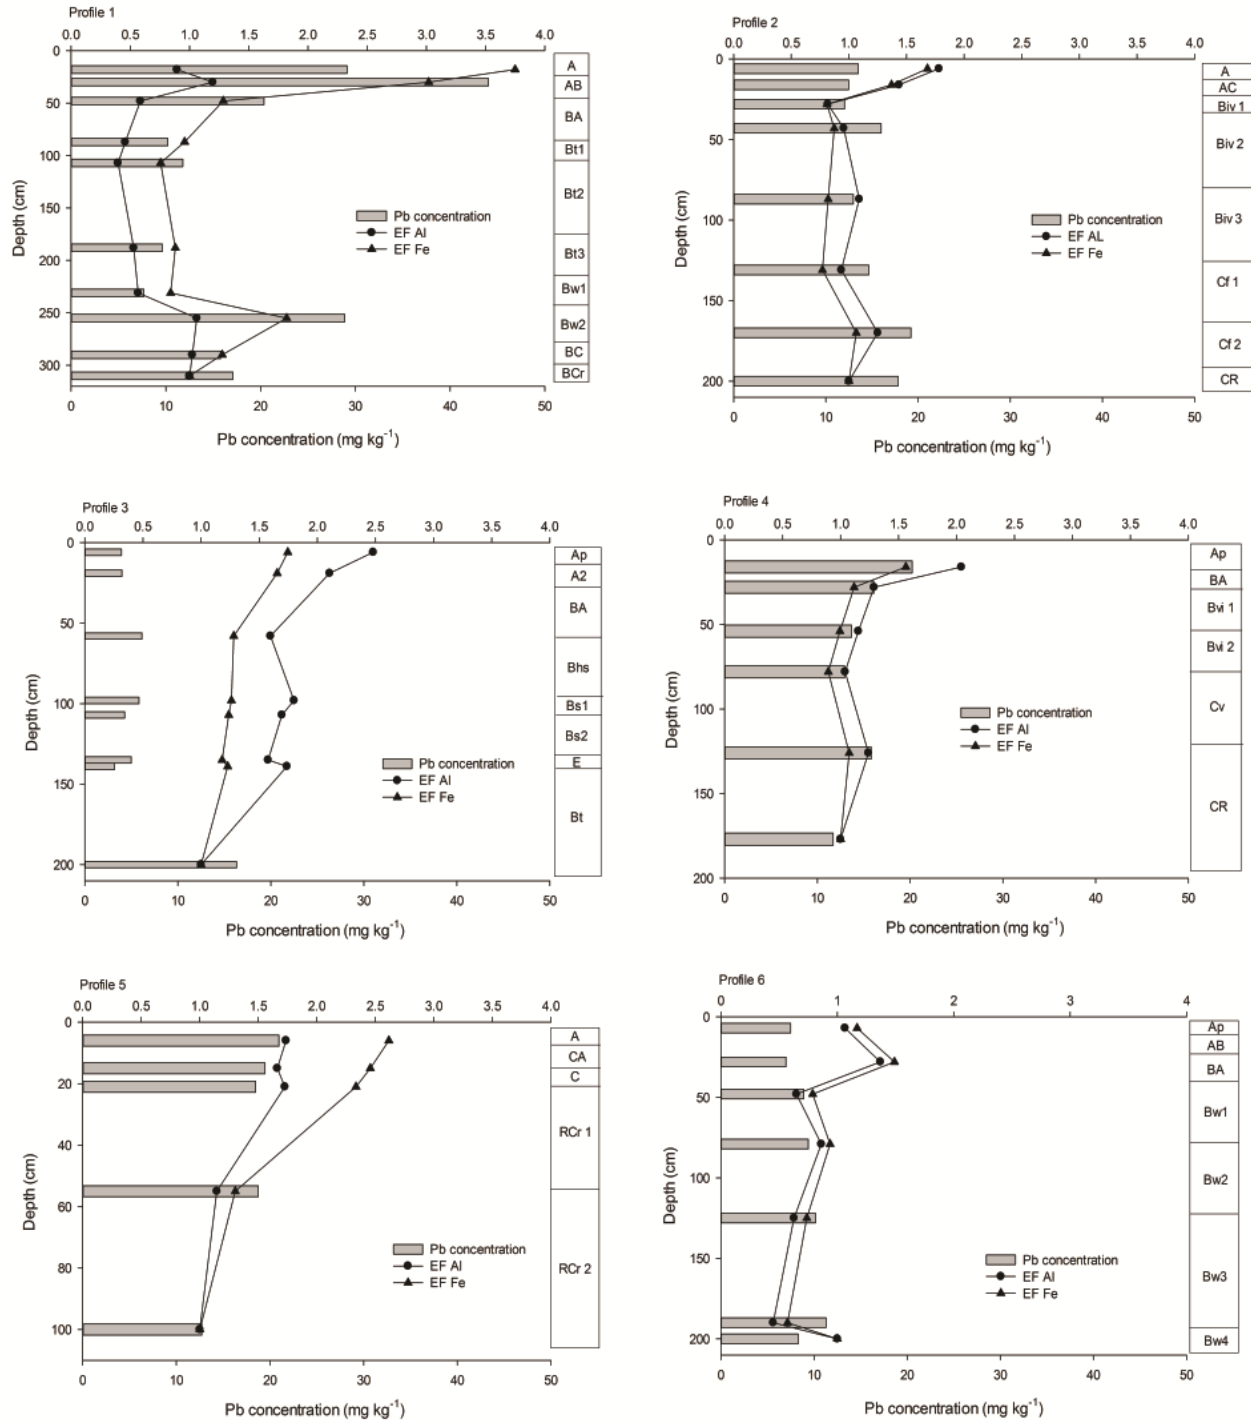 Profile 1
0.0 0.5 1.0 1.5 2.0 2.5 3.0 3.5 4.0
0
50
100
150
200
250
300
Depth (cm)
A
AB
BA
Bt1
Bt2
Bt3
Bw1
Bw2
BC
BCr
Pb concentration
EF Al
EF Fe
0 10 20 30 40 50
Pb concentration (mg kg⁻¹)
Profile 2
0.0 0.5 1.0 1.5 2.0 2.5 3.0 3.5 4.0
0
50
100
150
200
Depth (cm)
A
AC
Biv 1
Biv 2
Biv 3
Cf 1
Cf 2
CR
Pb concentration
EF AL
EF Fe
0 10 20 30 40 50
Pb concentration (mg kg⁻¹)
Profile 3
0.0 0.5 1.0 1.5 2.0 2.5 3.0 3.5 4.0
0
50
100
150
200
Depth (cm)
Ap
A2
BA
Bhs
Bs1
Bs2
E
Bt
Pb concentration
EF Al
EF Fe
0 10 20 30 40 50
Pb concentration (mg kg⁻¹)
Profile 4
0.0 0.5 1.0 1.5 2.0 2.5 3.0 3.5 4.0
0
50
100
150
200
Depth (cm)
Ap
BA
Bvi 1
Bvi 2
Cv
CR
Pb concentration
EF Al
EF Fe
0 10 20 30 40 50
Pb concentration (mg kg⁻¹)
Profile 5
0.0 0.5 1.0 1.5 2.0 2.5 3.0 3.5 4.0
0
20
40
60
80
100
Depth (cm)
A
CA
C
RCr 1
RCr 2
Pb concentration
EF Al
EF Fe
0 10 20 30 40 50
Pb concentration (mg kg⁻¹)
Profile 6
0 1 2 3 4
0
50
100
150
200
Depth (cm)
Ap
AB
BA
Bw1
Bw2
Bw3
Bw4
Pb concentration
EF Al
EF Fe
0 10 20 30 40 50
Pb concentration (mg kg⁻¹)